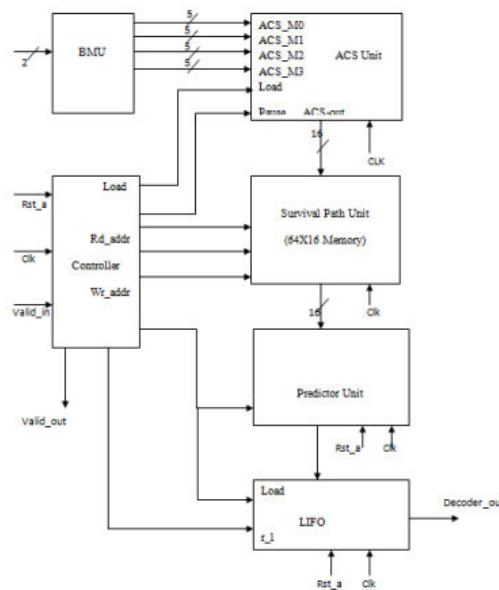 5
5
5
5
2
BMU
ACS_M0
ACS_M1
ACS_M2
ACS_M3
ACS Unit
Load
Pause ACS-out
16
CLK
Load
Rst_a
Rd_addr
Clk
Controller
Wr_addr
Valid_in
Survival Path Unit
(64X16 Memory)
16
Clk
Predictor Unit
Valid_out
Rst_a
Clk
Load
LIFO
r_l
Decoder_ou
Rst_a
Clk